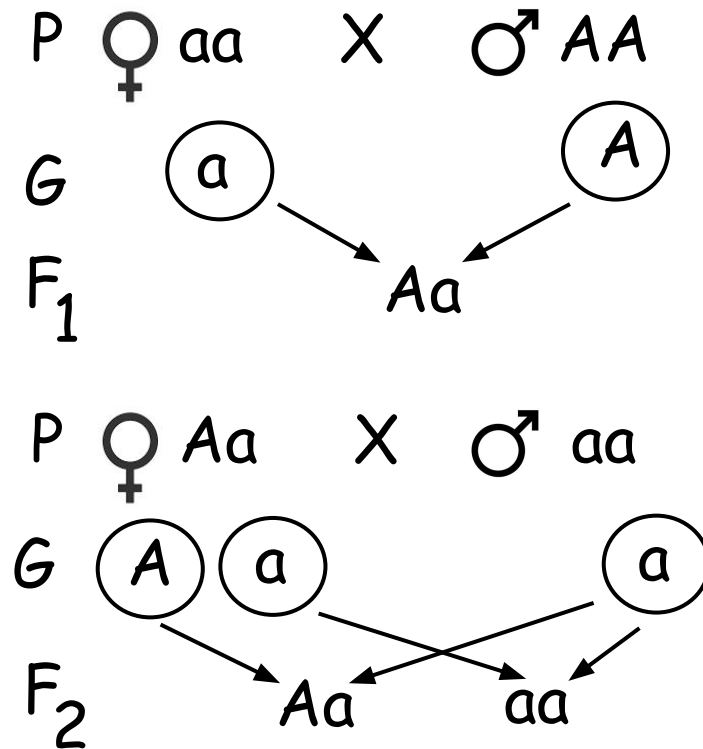 P ♀ aa X ♂ AA
G a A
F1 Aa
P ♀ Aa X ♂ aa
G A a a
F2 Aa aa